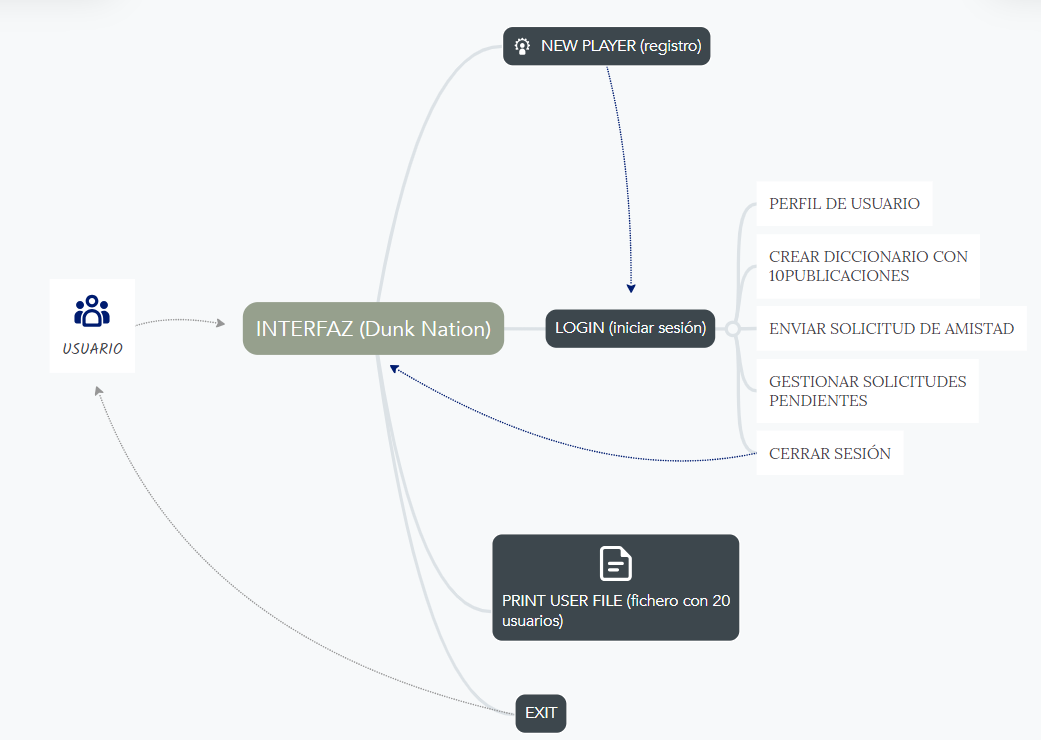 NEW PLAYER (registro)
PERFIL DE USUARIO
CREAR DICCIONARIO CON
10PUBLICACIONES
USUARIO
INTERFAZ (Dunk Nation)
LOGIN (iniciar sesión)
ENVIAR SOLICITUD DE AMISTAD
GESTIONAR SOLICITUDES
PENDIENTES
CERRAR SESIÓN
PRINT USER FILE (fichero con 20
usuarios)
EXIT